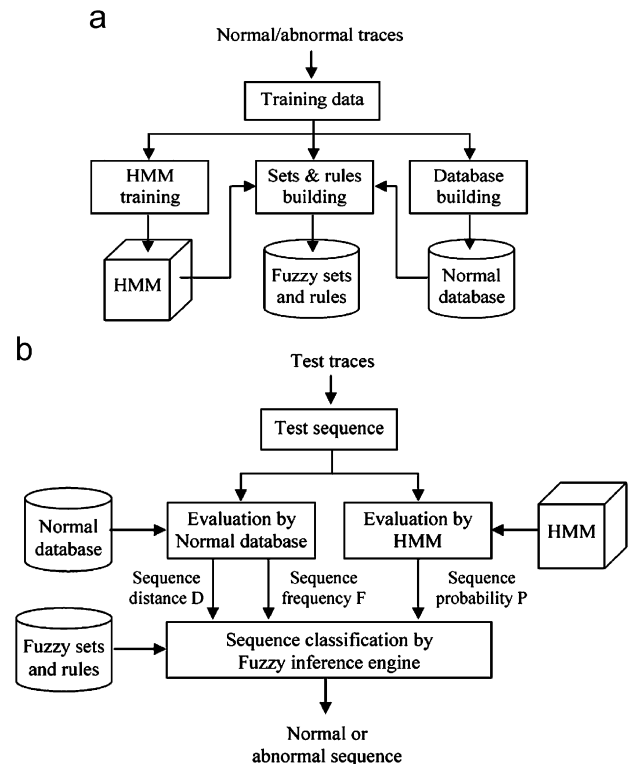 a
Normal/abnormal traces
Training data
HMM
training
Sets & rules
building
Database
building
HMM
Fuzzy sets
and rules
Normal
database
b
Test traces
Test sequence
Normal
database
Evaluation by
Normal database
Evaluation by
HMM
HMM
Sequence
distance D
Sequence
frequency F
Sequence
probability P
Fuzzy sets
and rules
Sequence classification by
Fuzzy inference engine
Normal or
abnormal sequence